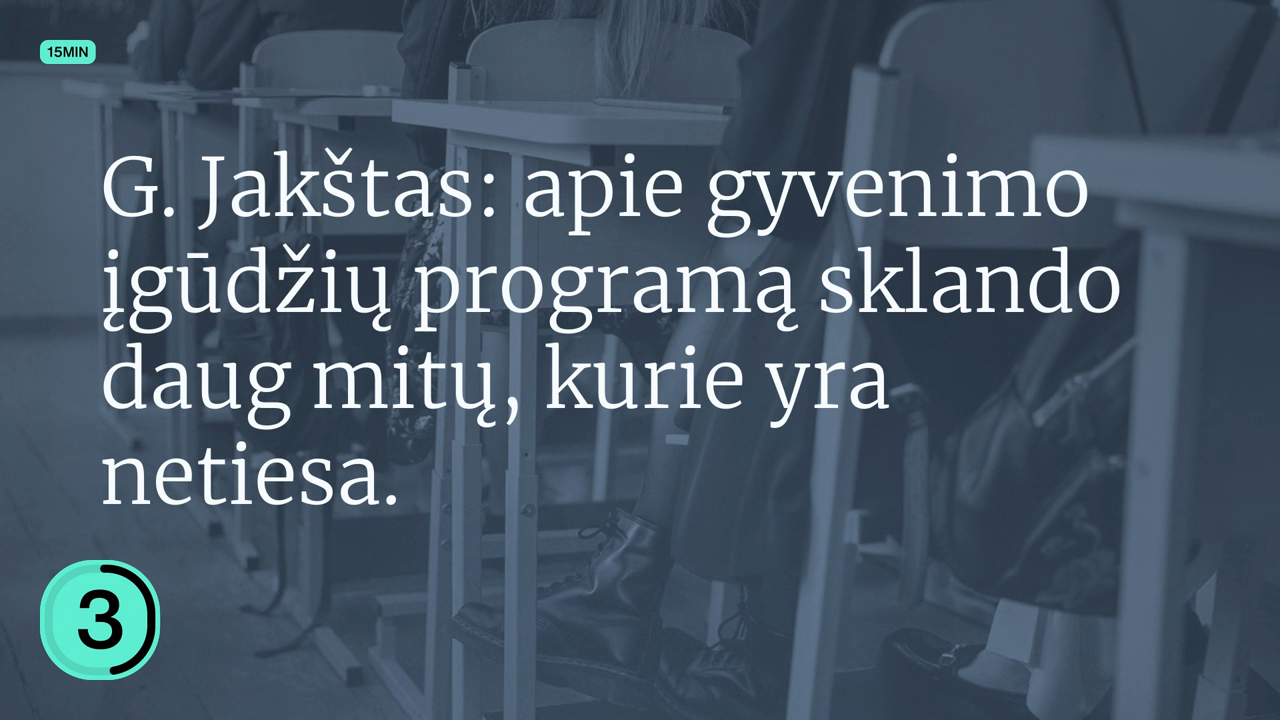 15MIN
G. Jakštas: apie gyvenimo
įgūdžių programą sklando
daug mitų, kurie yra
netiesa.
3